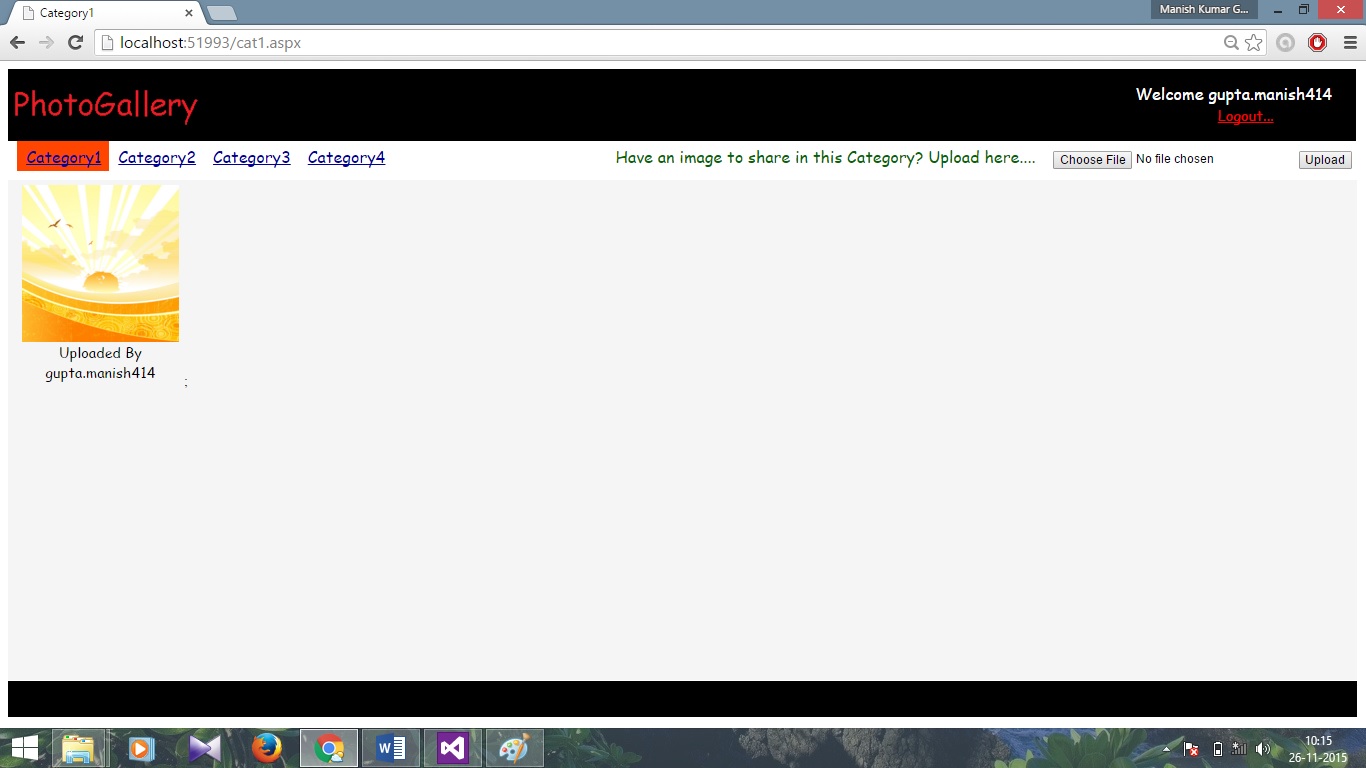 Category1
Manish Kumar G...
localhost:51993/cat1.aspx
PhotoGallery
Welcome gupta.manish414
Logout...
Category1 Category2 Category3 Category4 Have an image to share in this Category? Upload here.... Choose File No file chosen Upload
Uploaded By
gupta.manish414 ;
10:15
26-11-2015